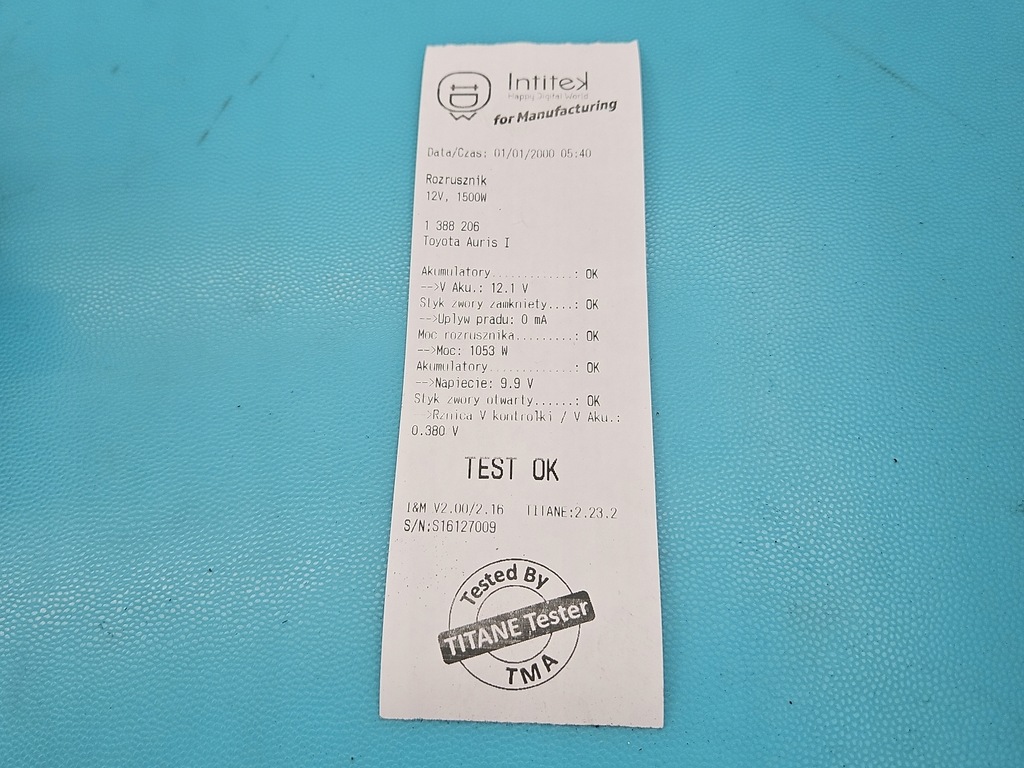 Intitek
Happy Digital World
for Manufacturing
Data/Czas: 01/01/2000 05:40
Rozrusznik
12V, 1500W
1 388 206
Toyota Auris I
Akumulatory.............: OK
-->V Aku.: 12.1 V
Styk zwory zamkniety....: OK
-->Uplyw pradu: 0 mA
Moc rozrusznika.........: OK
-->Moc: 1053 W
Akumulatory.............: OK
-->Napiecie: 9.9 V
Styk zwory otwarty......: OK
-->Rznica V kontrolki / V Aku.:
0.380 V
TEST OK
I&M V2.00/2.16 TITANE:2.23.2
S/N:S16127009
Tested By
TITANE Tester
TMA